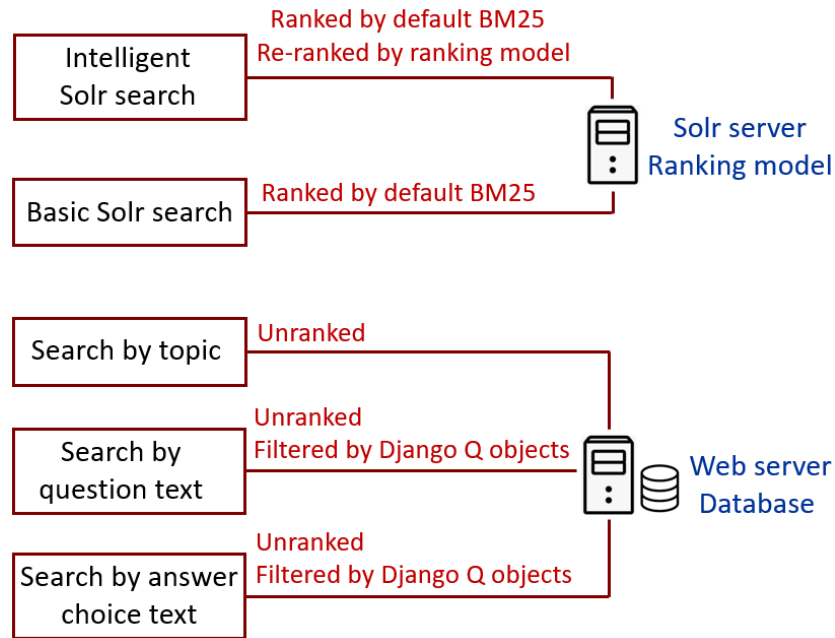 Ranked by default BM25
Re-ranked by ranking model
Intelligent
Solr search
Solr server
Ranking model
Ranked by default BM25
Basic Solr search
Unranked
Search by topic
Unranked
Filtered by Django Q objects
Search by
question text
Web server
Database
Unranked
Filtered by Django Q objects
Search by answer
choice text